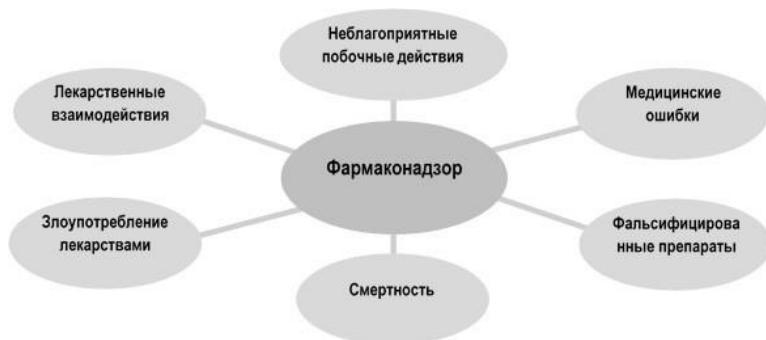 Неблагоприятные
побочные действия
Лекарственные
взаимодействия
Медицинские
ошибки
Фармаконадзор
Злоупотребление
лекарствами
Фальсифицирова
нные препараты
Смертность